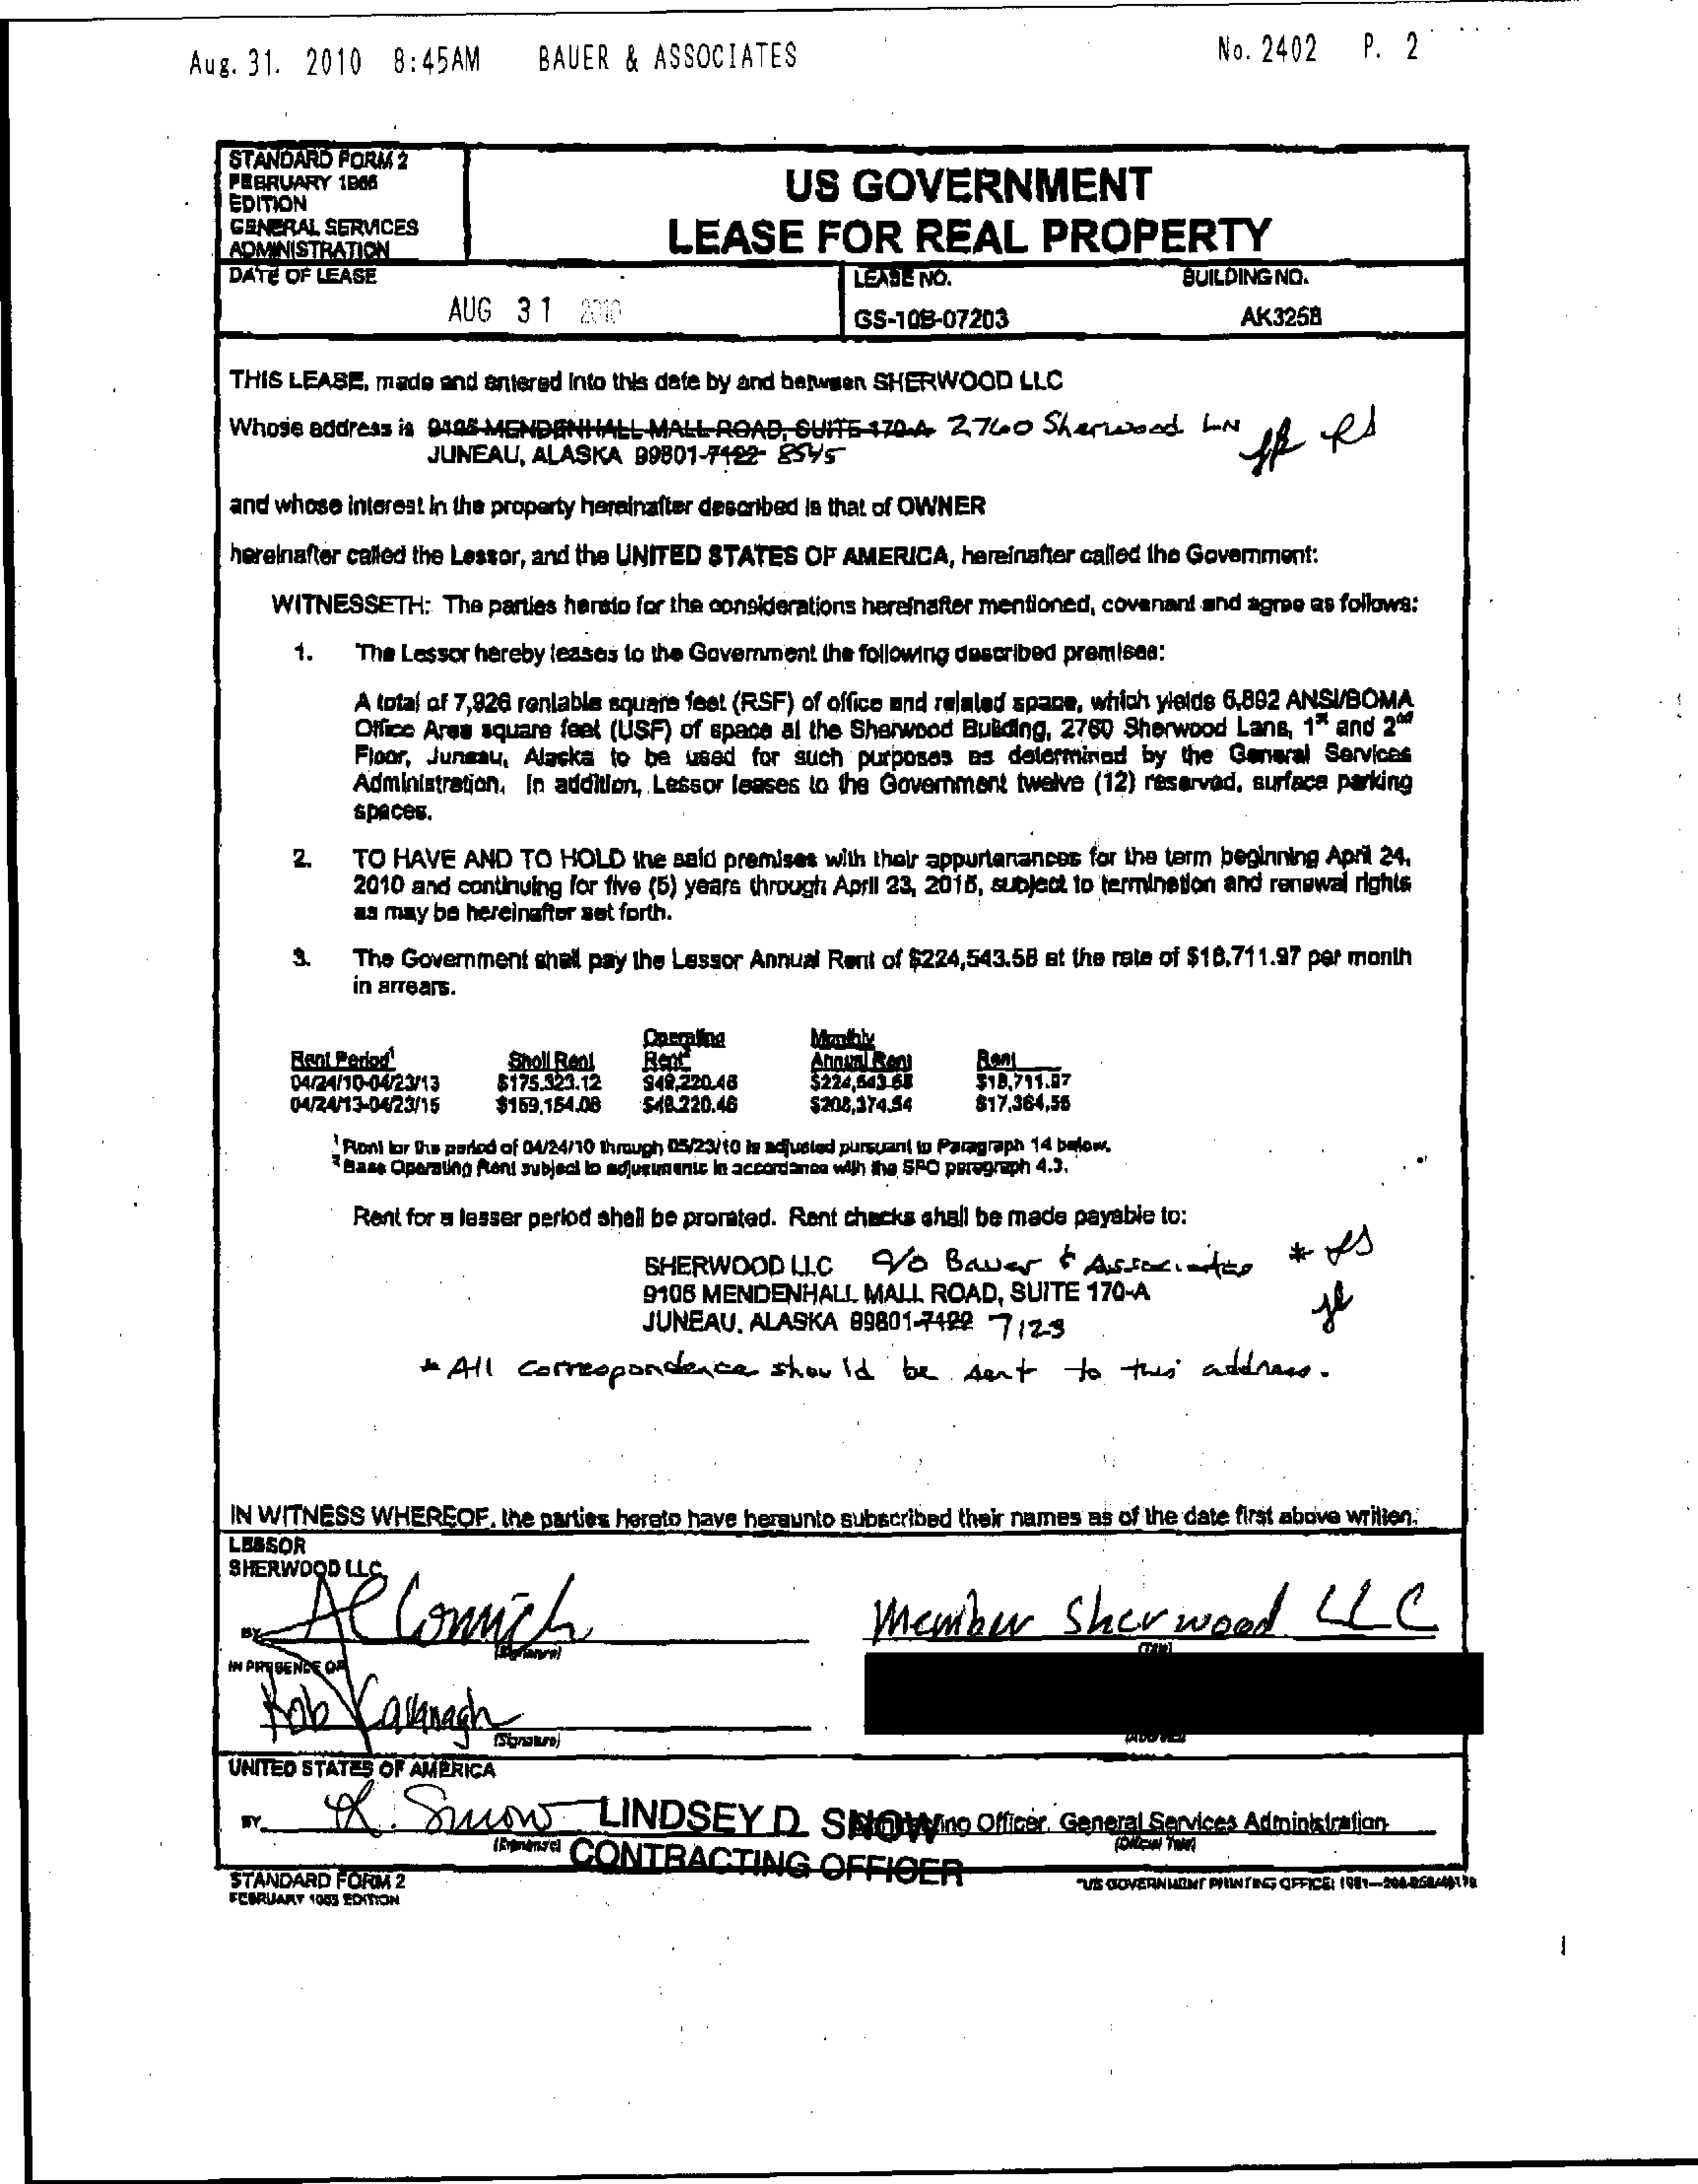 Aug. 31. 2010 8:45AM BAUER & ASSOCIATES No. 2402 P. 2
STANDARD FORM 2
FEBRUARY 1965
EDITION
GENERAL SERVICES
ADMINISTRATION
US GOVERNMENT
LEASE FOR REAL PROPERTY
DATE OF LEASE
AUG 31 2010
LEASE NO.
GS-10B-07203
BUILDING NO.
AK3258
THIS LEASE, made and entered into this date by and between SHERWOOD LLC
Whose address is 9105 MENDENHALL MALL ROAD, SUITE 170-A 2760 Sherwood LN
JUNEAU, ALASKA 99801-7122 8545
and whose interest in the property hereinafter described is that of OWNER
hereinafter called the Lessor, and the UNITED STATES OF AMERICA, hereinafter called the Government:
WITNESSETH: The parties hereto for the considerations hereinafter mentioned, covenant and agree as follows:
1. The Lessor hereby leases to the Government the following described premises:
A total of 7,926 rentable square feet (RSF) of office and related space, which yields 6,892 ANSI/BOMA
Office Area square feet (USF) of space at the Sherwood Building, 2760 Sherwood Lane, 1st and 2nd
Floor, Juneau, Alaska to be used for such purposes as determined by the General Services
Administration. In addition, Lessor leases to the Government twelve (12) reserved, surface parking
spaces.
2. TO HAVE AND TO HOLD the said premises with their appurtenances for the term beginning April 24,
2010 and continuing for five (5) years through April 23, 2015, subject to termination and renewal rights
as may be hereinafter set forth.
3. The Government shall pay the Lessor Annual Rent of $224,543.58 at the rate of $18,711.97 per month
in arrears.
Operating Monthly
Rent Period1 Shell Rent Rent2 Annual Rent Rent
04/24/10-04/23/13 $175,323.12 $49,220.46 $224,543.58 $18,711.97
04/24/13-04/23/15 $159,154.08 $49,220.46 $208,374.54 $17,364.55
1 Rent for the period of 04/24/10 through 05/23/10 is adjusted pursuant to Paragraph 14 below.
2 Base Operating Rent subject to adjustments in accordance with the SFO paragraph 4.3.
Rent for a lesser period shall be prorated. Rent checks shall be made payable to:
SHERWOOD LLC c/o Bauer & Associates * LS
9105 MENDENHALL MALL ROAD, SUITE 170-A
JUNEAU, ALASKA 99801-7122 7123
* All correspondence should be sent to this address.
IN WITNESS WHEREOF, the parties hereto have hereunto subscribed their names as of the date first above written.
LESSOR
SHERWOOD LLC
BY Member Sherwood LLC
(Signature) (Title)
IN PRESENCE OF
Rob Kavanagh
(Signature) (Address)
UNITED STATES OF AMERICA
BY L. Snow LINDSEY D. SNOW Officer, General Services Administration
(Signature) CONTRACTING OFFICER (Official Title)
STANDARD FORM 2
FEBRUARY 1965 EDITION
*US GOVERNMENT PRINTING OFFICE:
1